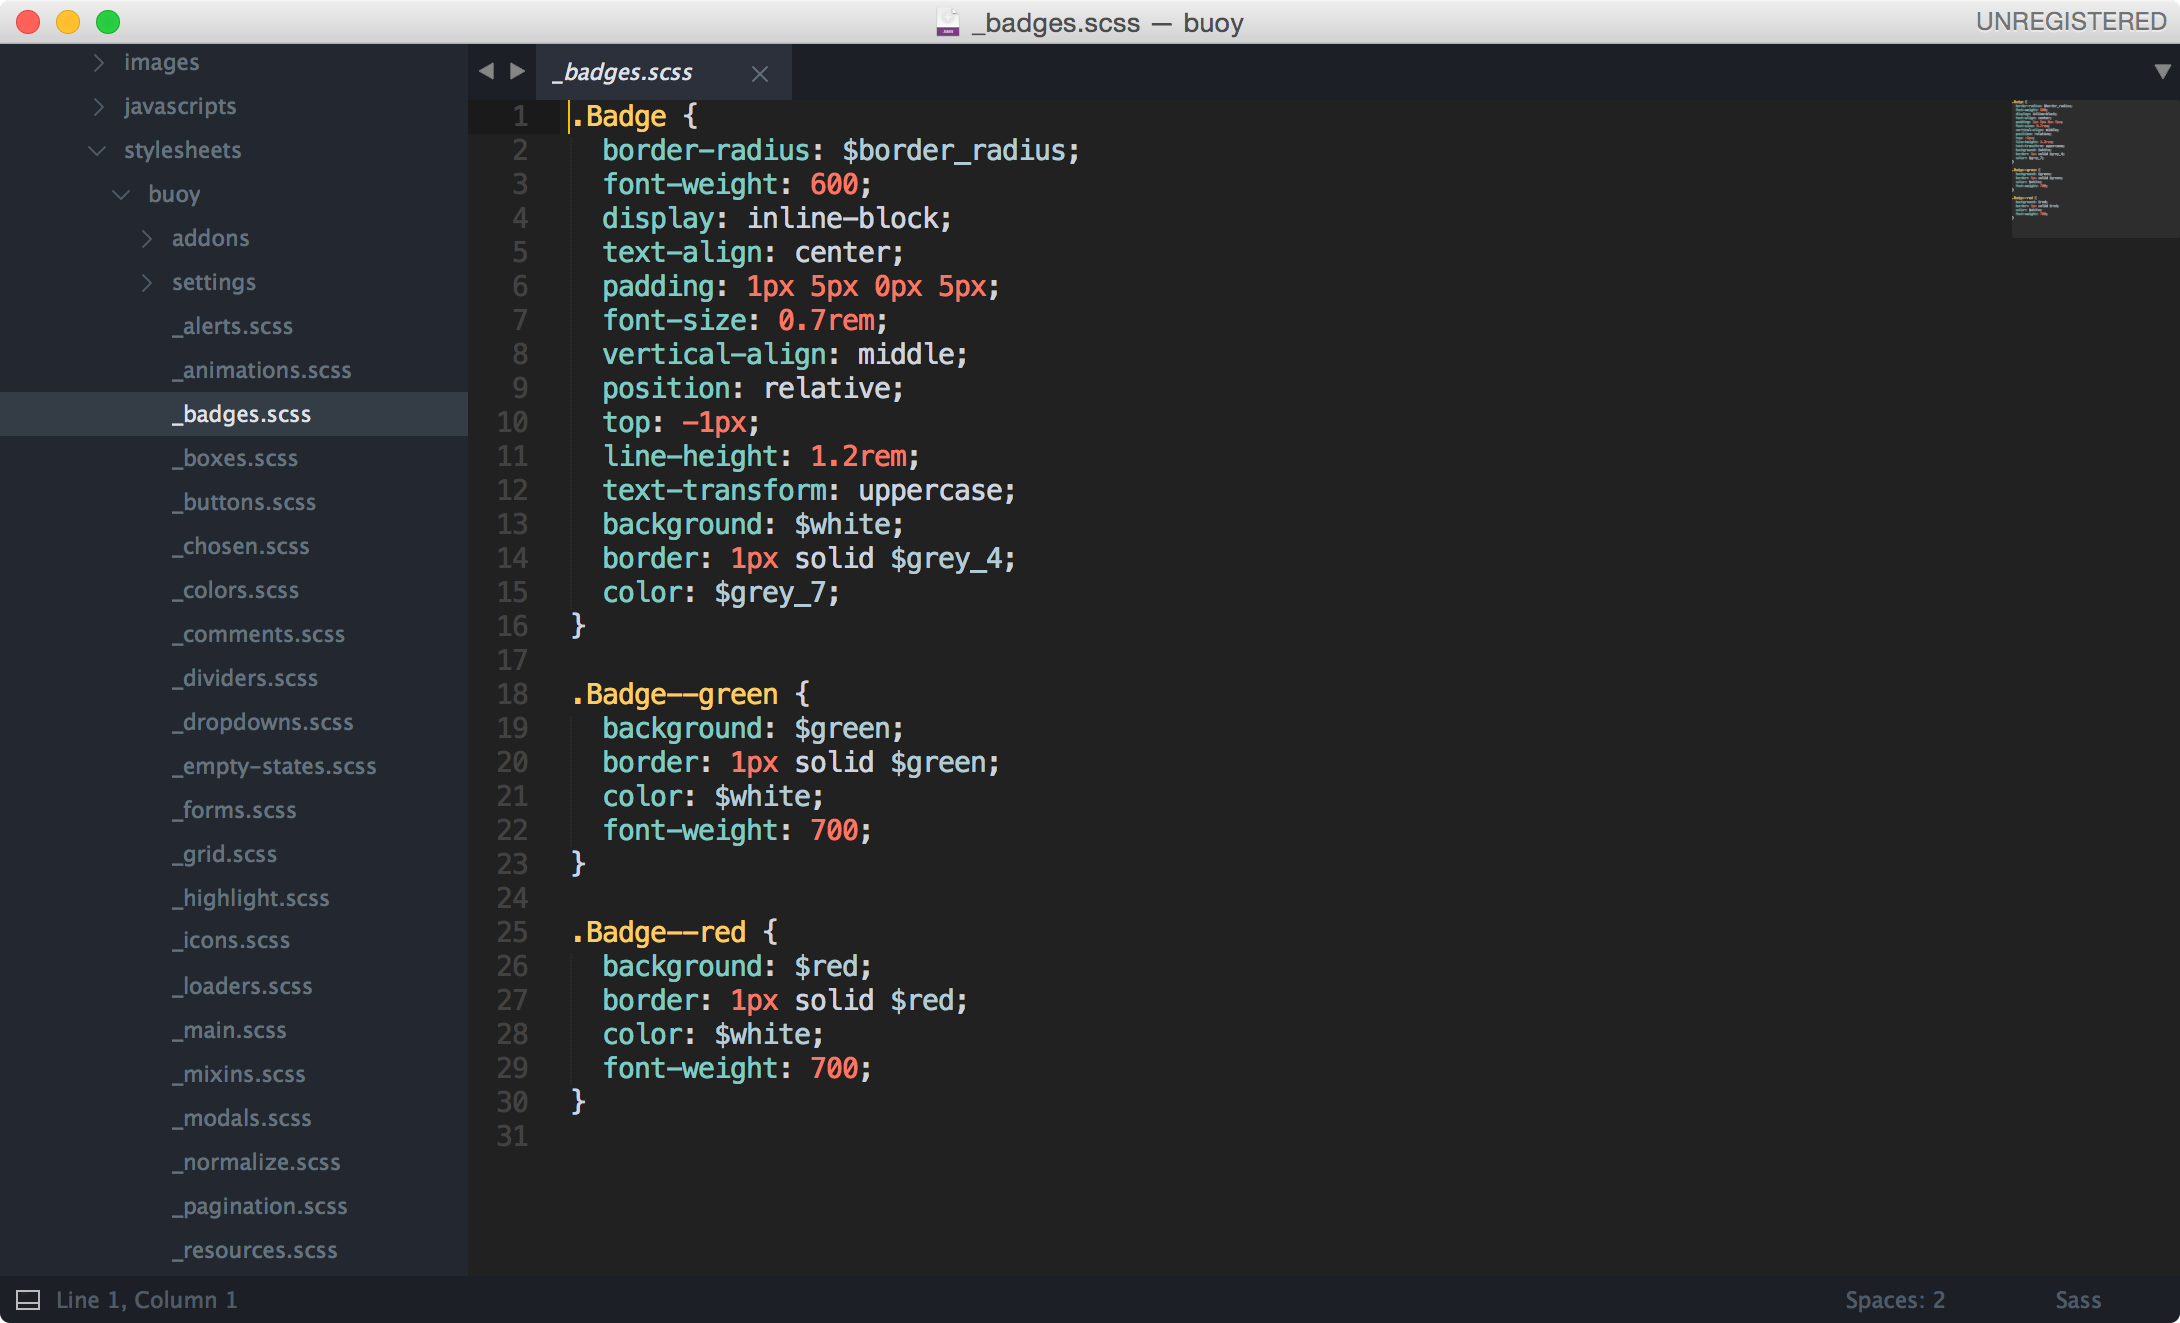 _badges.scss — buoy
UNREGISTERED
images
javascripts
stylesheets
buoy
addons
settings
_alerts.scss
_animations.scss
_badges.scss
_boxes.scss
_buttons.scss
_chosen.scss
_colors.scss
_comments.scss
_dividers.scss
_dropdowns.scss
_empty-states.scss
_forms.scss
_grid.scss
_highlight.scss
_icons.scss
_loaders.scss
_main.scss
_mixins.scss
_modals.scss
_normalize.scss
_pagination.scss
_resources.scss
_badges.scss
1 .Badge {
2 border-radius: $border_radius;
3 font-weight: 600;
4 display: inline-block;
5 text-align: center;
6 padding: 1px 5px 0px 5px;
7 font-size: 0.7rem;
8 vertical-align: middle;
9 position: relative;
10 top: -1px;
11 line-height: 1.2rem;
12 text-transform: uppercase;
13 background: $white;
14 border: 1px solid $grey_4;
15 color: $grey_7;
16 }
17
18 .Badge--green {
19 background: $green;
20 border: 1px solid $green;
21 color: $white;
22 font-weight: 700;
23 }
24
25 .Badge--red {
26 background: $red;
27 border: 1px solid $red;
28 color: $white;
29 font-weight: 700;
30 }
31
Line 1, Column 1
Spaces: 2
Sass